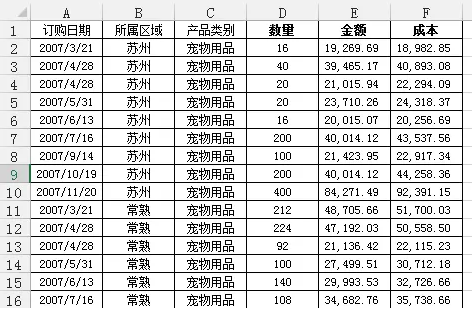 A B C D E F
1 订购日期 所属区域 产品类别 数量 金额 成本
2 2007/3/21 苏州 宠物用品 16 19,269.69 18,982.85
3 2007/4/28 苏州 宠物用品 40 39,465.17 40,893.08
4 2007/4/28 苏州 宠物用品 20 21,015.94 22,294.09
5 2007/5/31 苏州 宠物用品 20 23,710.26 24,318.37
6 2007/6/13 苏州 宠物用品 16 20,015.07 20,256.69
7 2007/7/16 苏州 宠物用品 200 40,014.12 43,537.56
8 2007/9/14 苏州 宠物用品 100 21,423.95 22,917.34
9 2007/10/19 苏州 宠物用品 200 40,014.12 44,258.36
10 2007/11/20 苏州 宠物用品 400 84,271.49 92,391.15
11 2007/3/21 常熟 宠物用品 212 48,705.66 51,700.03
12 2007/4/28 常熟 宠物用品 224 47,192.03 50,558.50
13 2007/4/28 常熟 宠物用品 92 21,136.42 22,115.23
14 2007/5/31 常熟 宠物用品 100 27,499.51 30,712.18
15 2007/6/13 常熟 宠物用品 140 29,993.53 32,726.66
16 2007/7/16 常熟 宠物用品 108 34,682.76 35,738.66